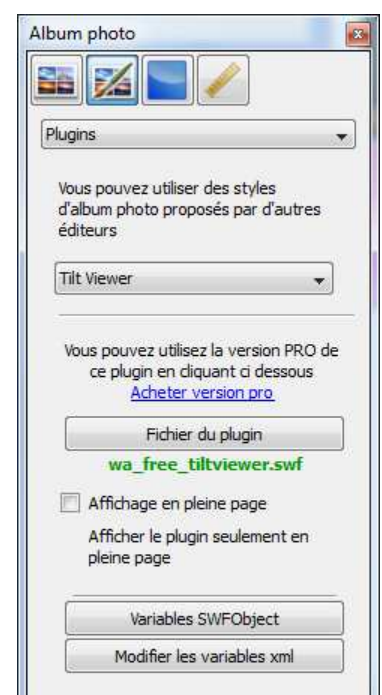 Album photo
Plugins
Vous pouvez utiliser des styles
d'album photo proposés par d'autres
éditeurs
Tilt Viewer
Vous pouvez utilisez la version PRO de
ce plugin en cliquant ci dessous
Acheter version pro
Fichier du plugin
wa_free_tiltviewer.swf
Affichage en pleine page
Afficher le plugin seulement en
pleine page
Variables SWFObject
Modifier les variables xml